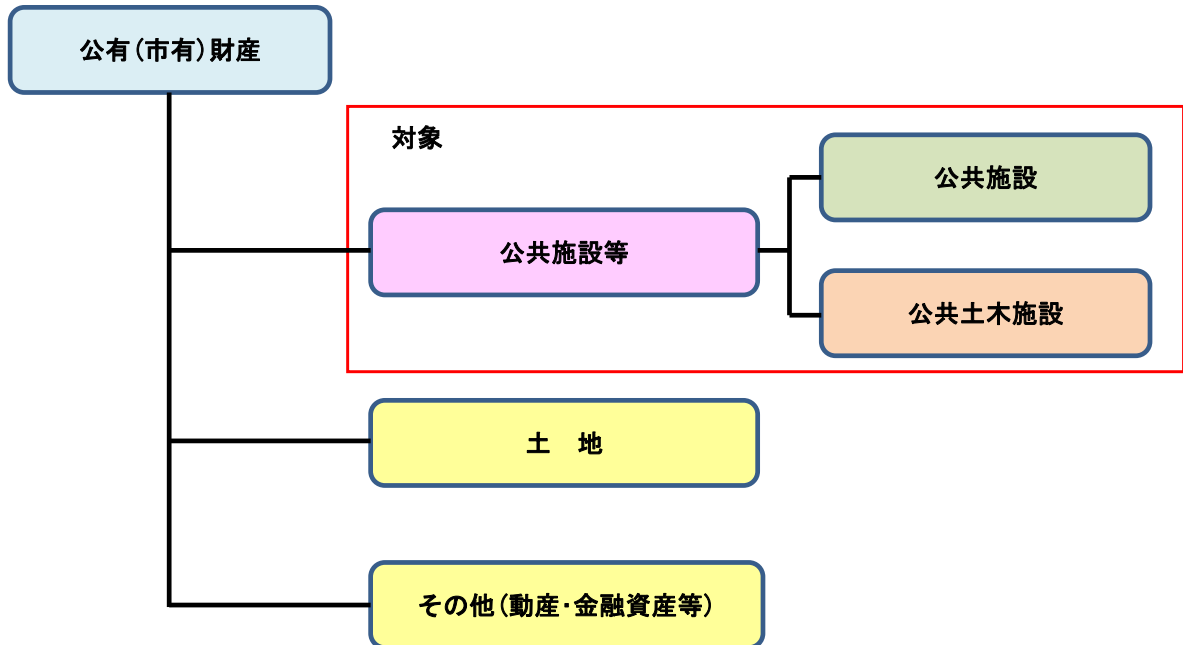 公有(市有)財産
対象
公共施設
公共施設等
公共土木施設
土　地
その他(動産・金融資産等)